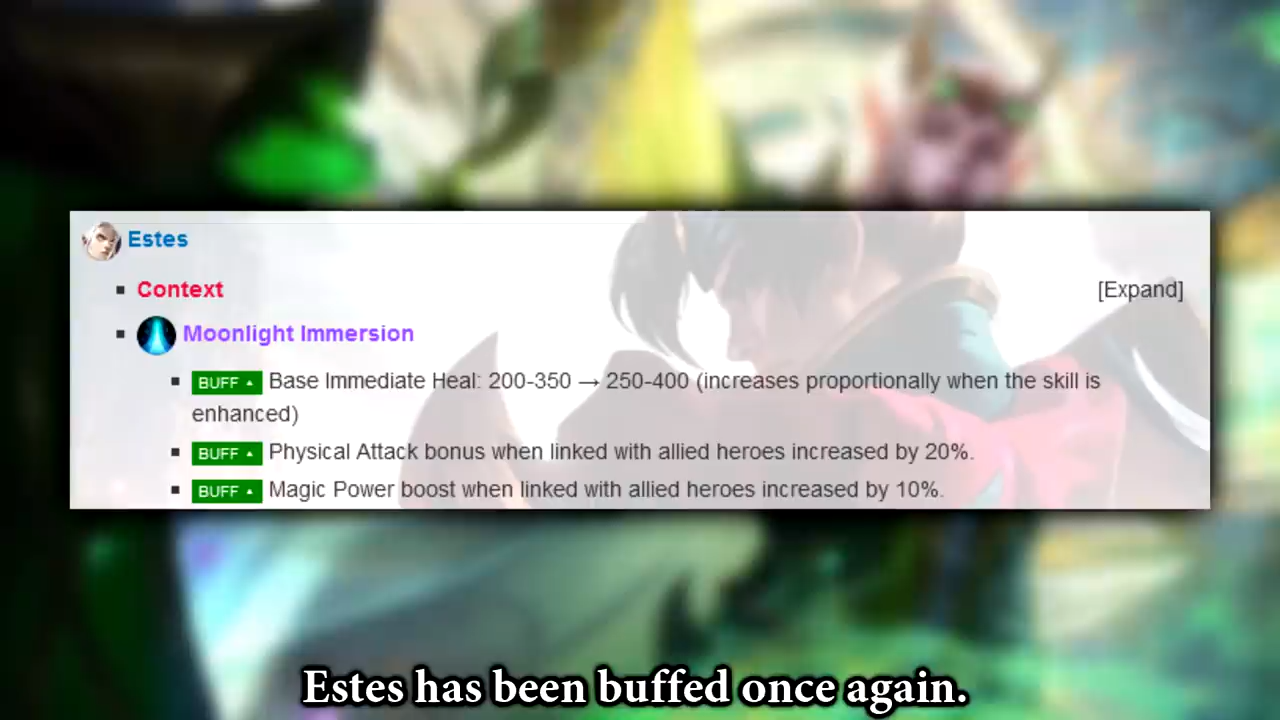 Estes
Context [Expand]
Moonlight Immersion
BUFF Base Immediate Heal: 200-350 → 250-400 (increases proportionally when the skill is
enhanced)
BUFF Physical Attack bonus when linked with allied heroes increased by 20%.
BUFF Magic Power boost when linked with allied heroes increased by 10%.
Estes has been buffed once again.